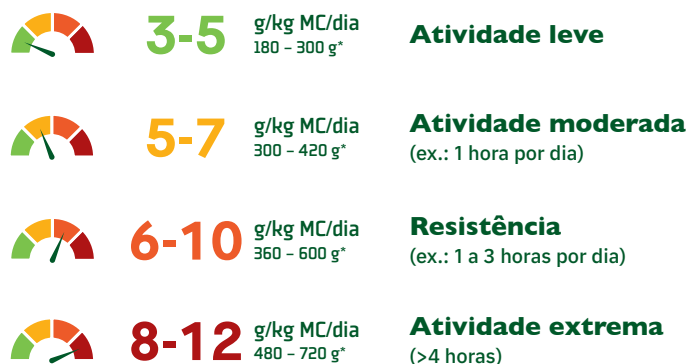 3-5 g/kg MC/dia Atividade leve
180 – 300 g*
5-7 g/kg MC/dia Atividade moderada
300 – 420 g* (ex.: 1 hora por dia)
6-10 g/kg MC/dia Resistência
360 – 600 g* (ex.: 1 a 3 horas por dia)
8-12 g/kg MC/dia Atividade extrema
480 – 720 g* (>4 horas)